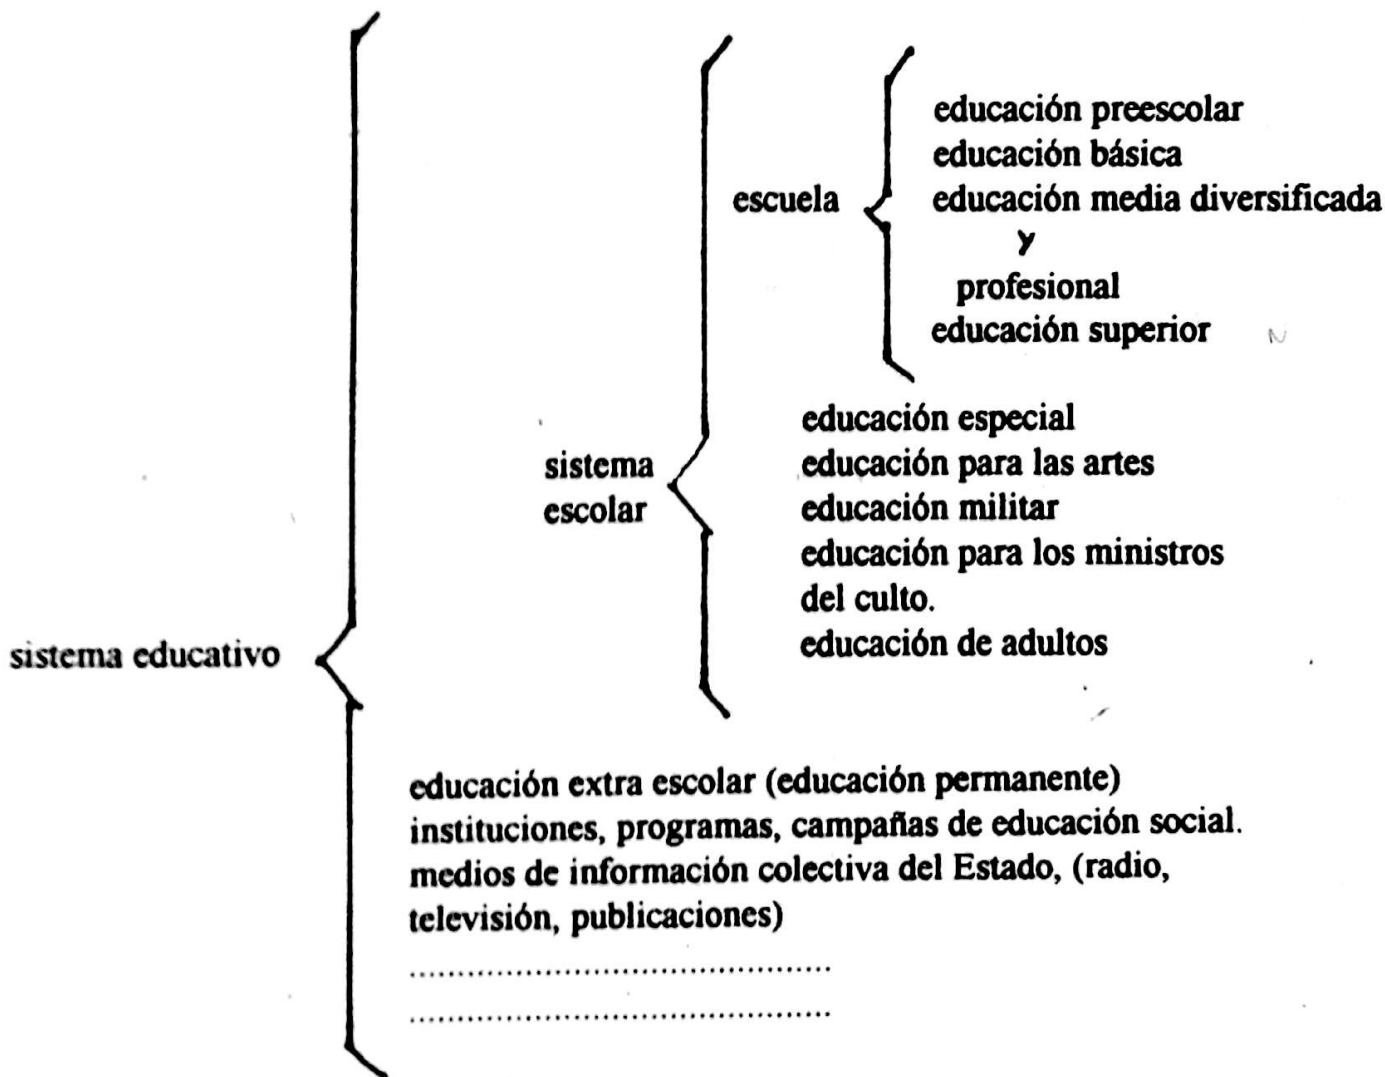 educación preescolar
educación básica
escuela
educación media diversificada
y
profesional
educación superior
educación especial
sistema
escolar
educación para las artes
educación militar
educación para los ministros
del culto.
educación de adultos
sistema educativo
educación extra escolar (educación permanente)
instituciones, programas, campañas de educación social.
medios de información colectiva del Estado, (radio,
televisión, publicaciones)
............................................
............................................